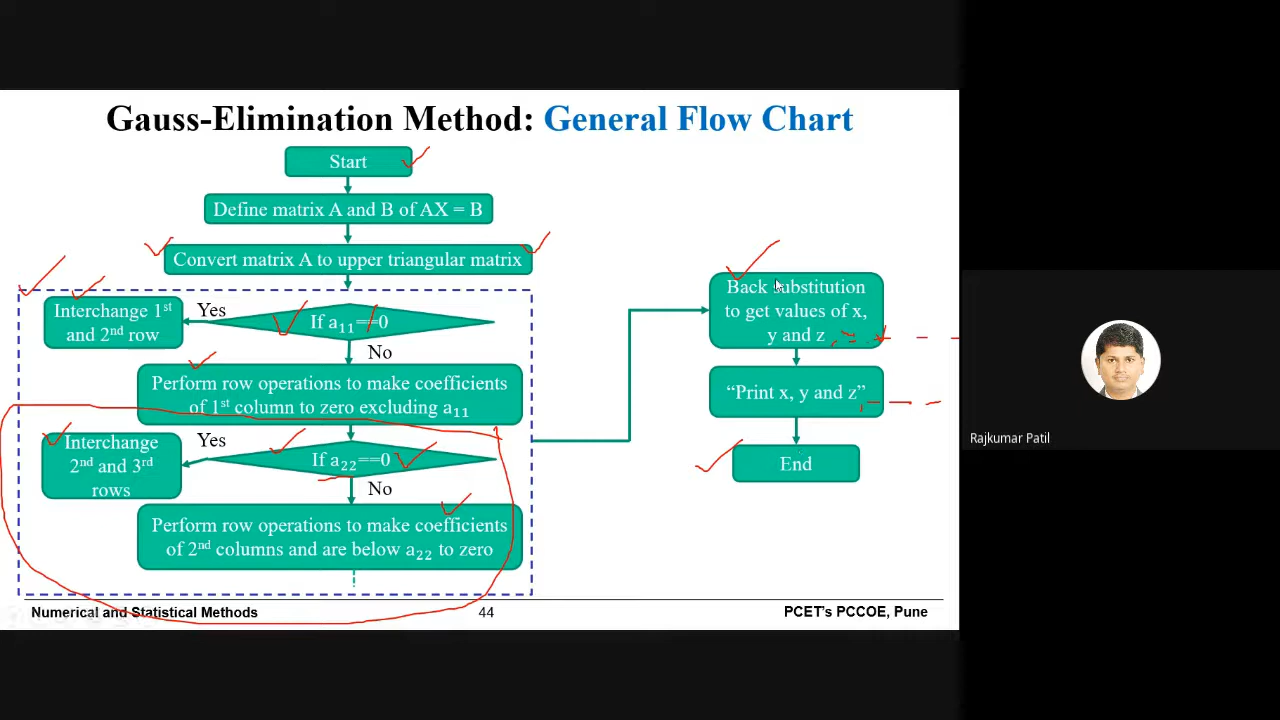 Gauss-Elimination Method: General Flow Chart
Start
Define matrix A and B of AX = B
Convert matrix A to upper triangular matrix
Interchange 1st
and 2nd row
Yes
If a11==0
No
Perform row operations to make coefficients
of 1st column to zero excluding a11
Interchange
2nd and 3rd
rows
Yes
If a22==0
No
Perform row operations to make coefficients
of 2nd columns and are below a22 to zero
Back substitution
to get values of x,
y and z
“Print x, y and z”
End
Numerical and Statistical Methods
44
PCET's PCCOE, Pune
Rajkumar Patil